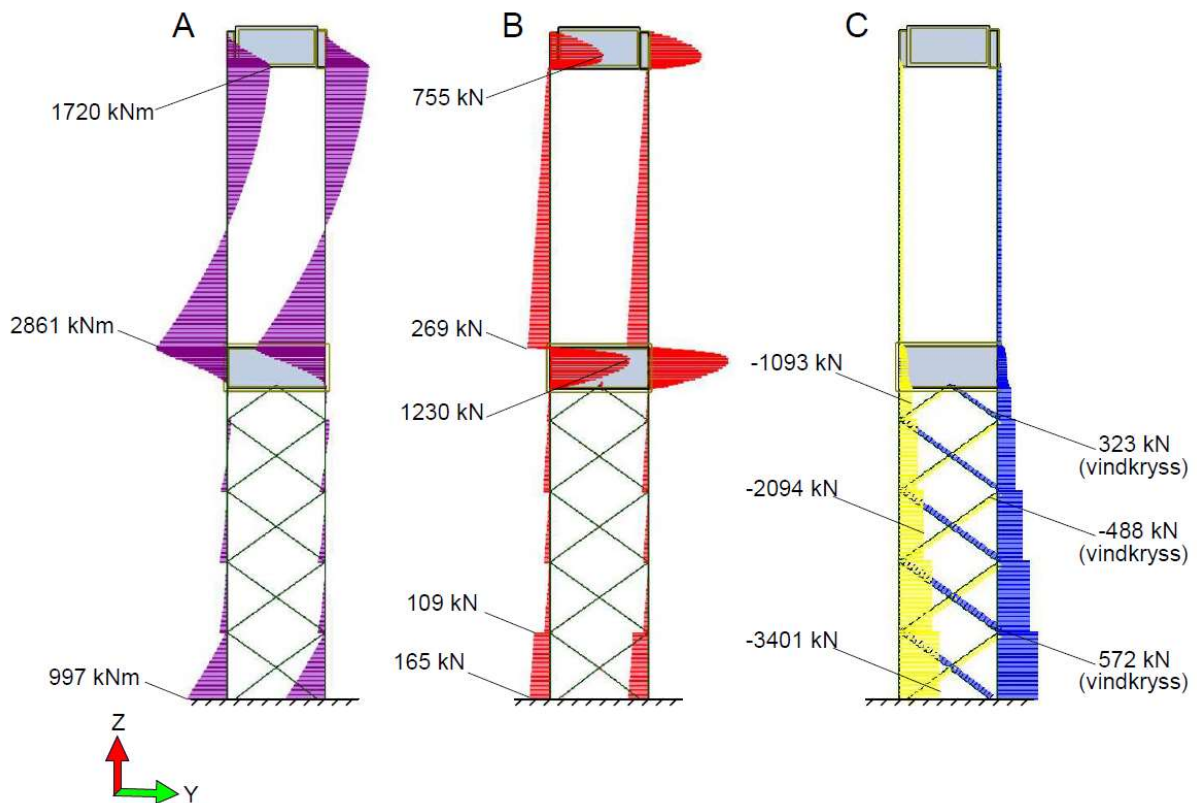 A
B
C
1720 kNm
755 kN
2861 kNm
269 kN
-1093 kN
1230 kN
323 kN
(vindkryss)
-2094 kN
-488 kN
(vindkryss)
109 kN
-3401 kN
997 kNm
165 kN
572 kN
(vindkryss)
Z
Y